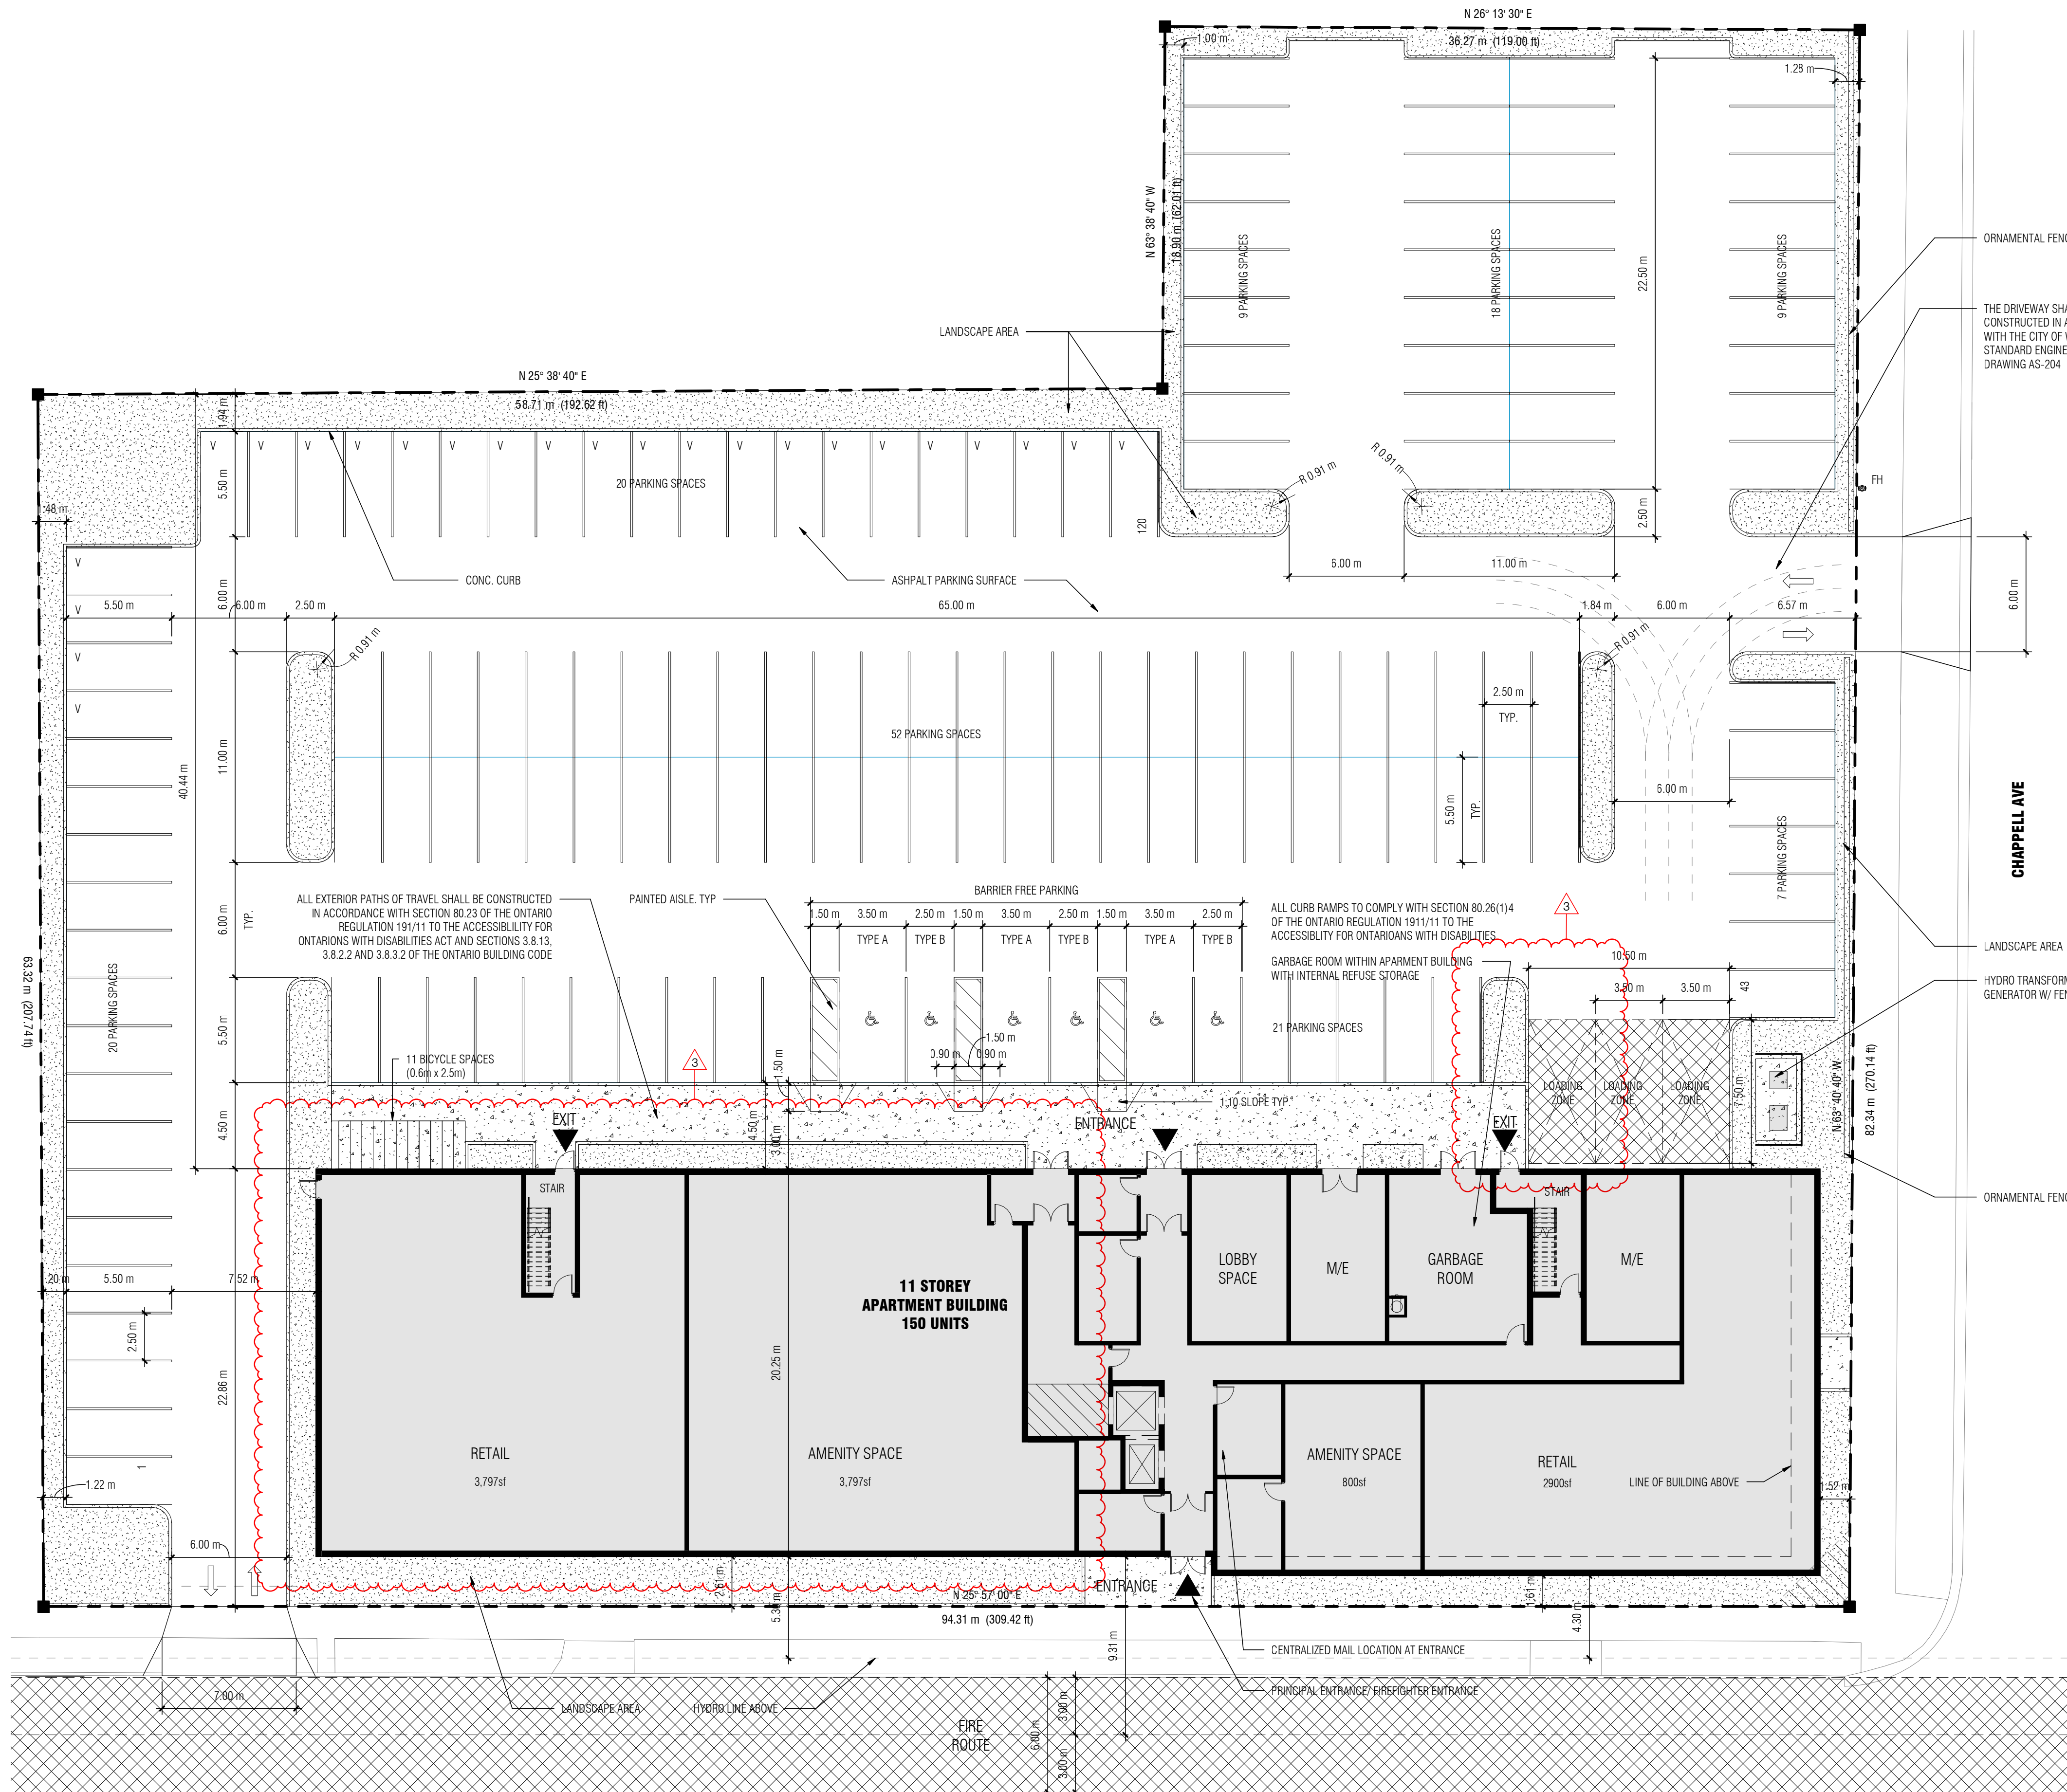 N 26° 13' 30" E
36.27 m (119.00 ft)
1.00 m
1.28 m
N 63° 38' 40" W
18.90 m (62.01 ft)
9 PARKING SPACES
18 PARKING SPACES
9 PARKING SPACES
22.50 m
ORNAMENTAL
THE DRIVEWAY
CONSTRUCTED IN
WITH THE CITY OF
STANDARD
DRAWING AS-204
LANDSCAPE AREA
N 25° 38' 40" E
58.71 m (192.62 ft)
1.94 m
V V V V V V V V V V V V V V V V V V V V
20 PARKING SPACES
5.50 m
R 0.91 m
R 0.91 m
FH
.48 m
120
2.50 m
V
CONC. CURB
ASHPALT PARKING SURFACE
6.00 m
11.00 m
6.00 m
6.00 m
V
5.50 m
6.00 m
2.50 m
65.00 m
1.84 m
6.00 m
6.57 m
R 0.91 m
R 0.91 m
V
V
2.50 m
TYP.
52 PARKING SPACES
11.00 m
40.44 m
5.50 m
TYP.
6.00 m
7 PARKING SPACES
CHAPPELL AVE
ALL EXTERIOR PATHS OF TRAVEL SHALL BE CONSTRUCTED
IN ACCORDANCE WITH SECTION 80.23 OF THE ONTARIO
REGULATION 191/11 TO THE ACCESSIBLILITY FOR
ONTARIONS WITH DISABILITIES ACT AND SECTIONS 3.8.13,
3.8.2.2 AND 3.8.3.2 OF THE ONTARIO BUILDING CODE
PAINTED AISLE. TYP
BARRIER FREE PARKING
1.50 m 3.50 m 2.50 m 1.50 m 3.50 m 2.50 m 1.50 m 3.50 m 2.50 m
TYPE A TYPE B TYPE A TYPE B TYPE A TYPE B
ALL CURB RAMPS TO COMPLY WITH SECTION 80.26(1)4
OF THE ONTARIO REGULATION 1911/11 TO THE
ACCESSIBLITY FOR ONTARIOANS WITH DISABILITIES
GARBAGE ROOM WITHIN APARMENT BUILDING
WITH INTERNAL REFUSE STORAGE
3
6.00 m
TYP.
LANDSCAPE AREA
10.50 m
3.50 m
3.50 m
43
HYDRO
GENERATOR W/
63.32 m (207.74 ft)
20 PARKING SPACES
5.50 m
21 PARKING SPACES
11 BICYCLE SPACES
(0.6m x 2.5m)
3
1.50 m
0.90 m
0.90 m
1.50 m
LOADING
ZONE
LOADING
ZONE
LOADING
ZONE
7.50 m
N 63° 40' 40" W
82.34 m (270.14 ft)
4.50 m
EXIT
4.50 m
3.00 m
1:10 SLOPE TYP.
ENTRANCE
EXIT
STAIR
STAIR
ORNAMENTAL
.20 m
5.50 m
7.52 m
11 STOREY
APARTMENT BUILDING
150 UNITS
LOBBY
SPACE
M/E
GARBAGE
ROOM
M/E
2.50 m
22.86 m
20.25 m
RETAIL
3,797sf
AMENITY SPACE
3,797sf
AMENITY SPACE
800sf
RETAIL
2900sf
LINE OF BUILDING ABOVE
1
1.22 m
1.52 m
6.00 m
2.61 m
5.30 m
ENTRANCE
N 25° 57' 00" E
94.31 m (309.42 ft)
1.61 m
4.30 m
9.31 m
CENTRALIZED MAIL LOCATION AT ENTRANCE
PRINCIPAL ENTRANCE/ FIREFIGHTER ENTRANCE
7.00 m
LANDSCAPE AREA
HYDRO LINE ABOVE
FIRE
ROUTE
6.00 m
3.00 m
3.00 m